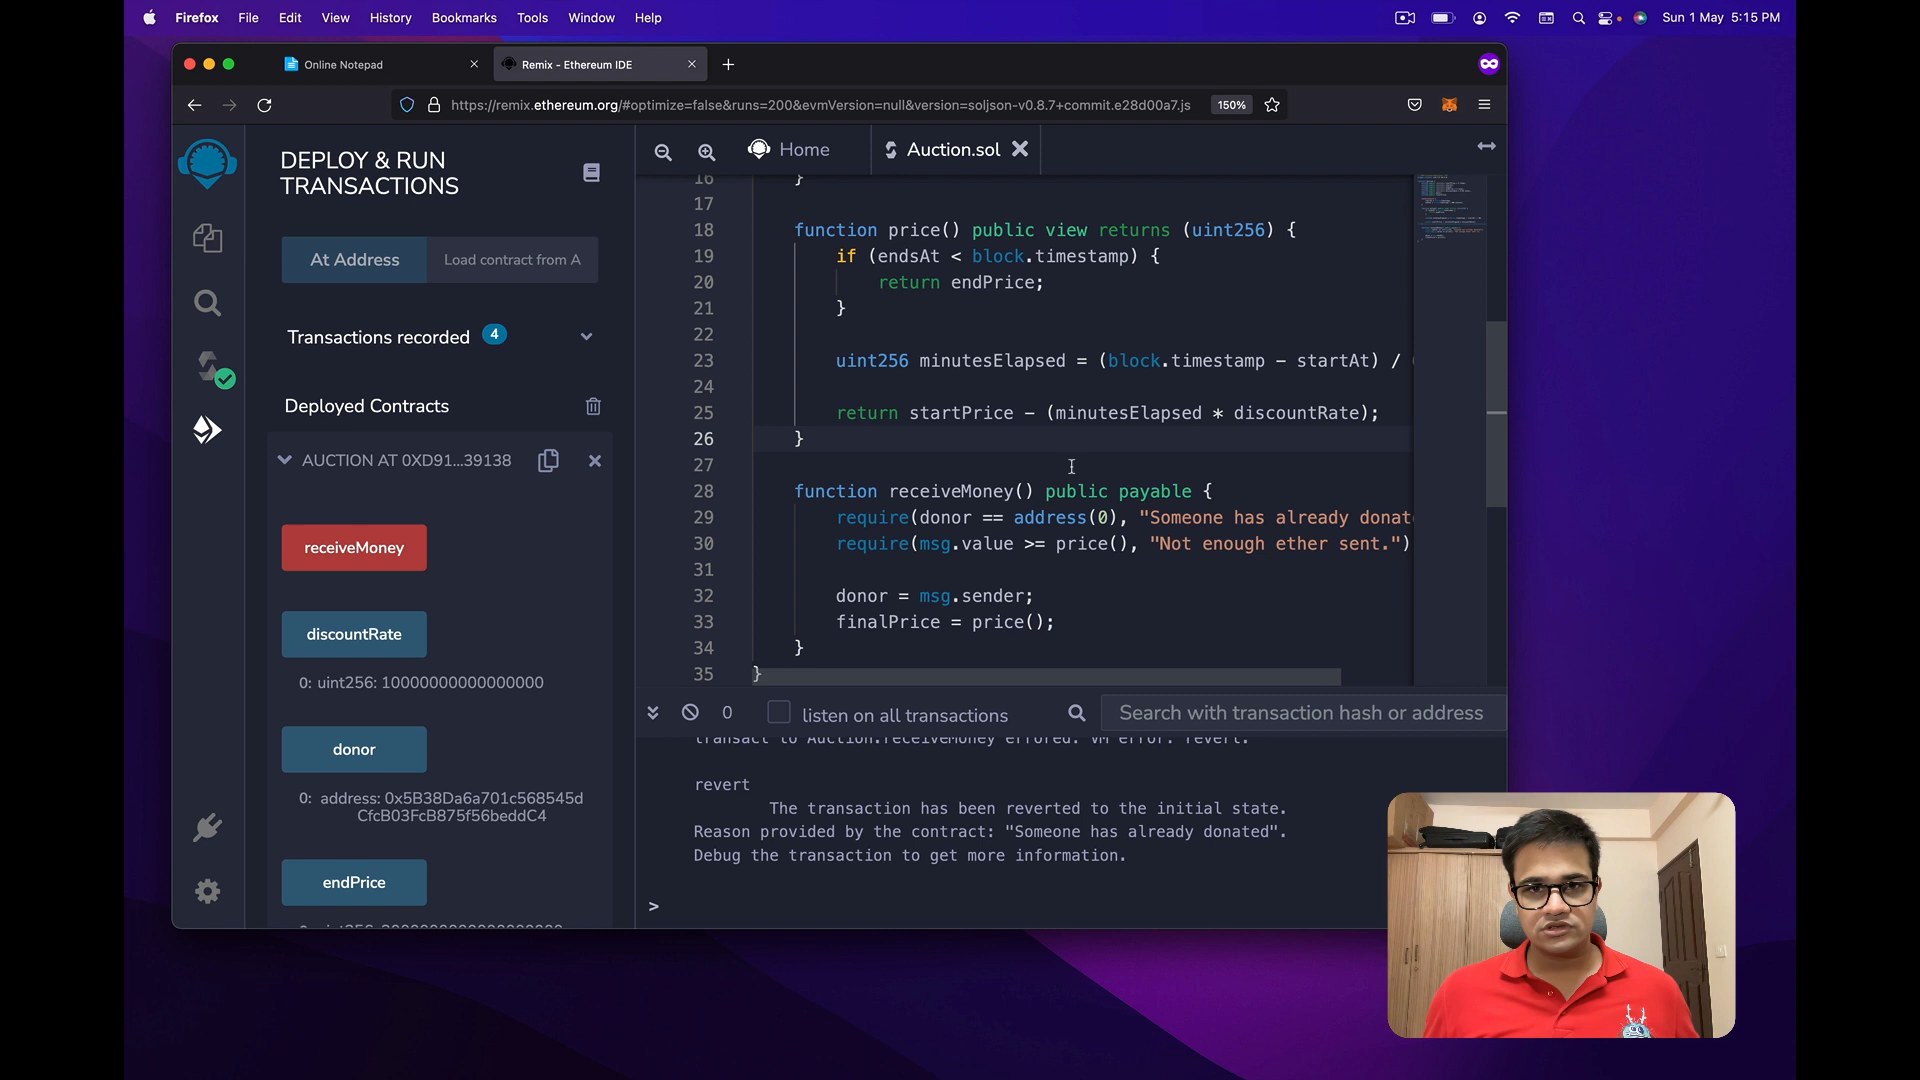 Firefox File Edit View History Bookmarks Tools Window Help
Sun 1 May 5:15 PM
Online Notepad
Remix - Ethereum IDE
https://remix.ethereum.org/#optimize=false&runs=200&evmVersion=null&version=soljson-v0.8.7+commit.e28d00a7.js
150%
DEPLOY & RUN
TRANSACTIONS
At Address
Load contract from A
Transactions recorded 4
Deployed Contracts
AUCTION AT 0XD91...39138
receiveMoney
discountRate
0: uint256: 10000000000000000
donor
0: address: 0x5B38Da6a701c568545d
CfcB03FcB875f56beddC4
endPrice
Home
Auction.sol
16 }
17
18 function price() public view returns (uint256) {
19 if (endsAt < block.timestamp) {
20 return endPrice;
21 }
22
23 uint256 minutesElapsed = (block.timestamp - startAt) /
24
25 return startPrice - (minutesElapsed * discountRate);
26 }
27
28 function receiveMoney() public payable {
29 require(donor == address(0), "Someone has already donat
30 require(msg.value >= price(), "Not enough ether sent.")
31
32 donor = msg.sender;
33 finalPrice = price();
34 }
35 }
0
listen on all transactions
Search with transaction hash or address
transact to Auction.receiveMoney errored: VM error: revert.
revert
The transaction has been reverted to the initial state.
Reason provided by the contract: "Someone has already donated".
Debug the transaction to get more information.
>